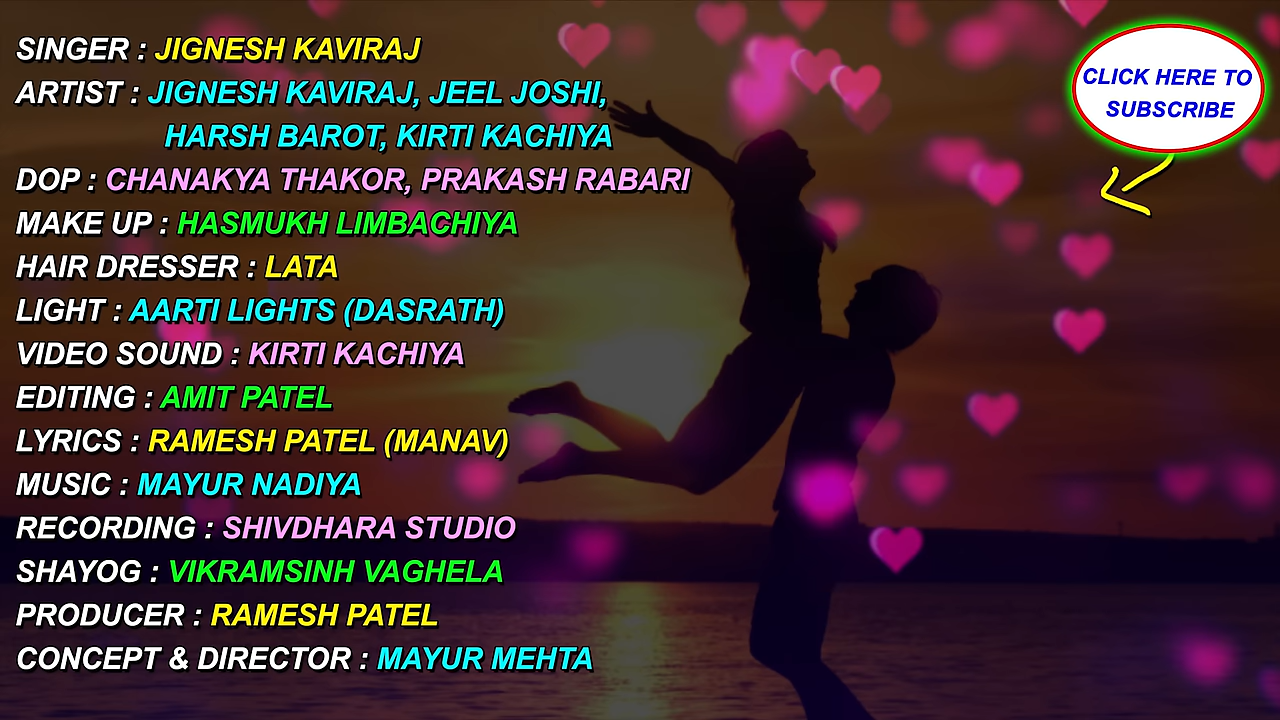 SINGER : JIGNESH KAVIRAJ
ARTIST : JIGNESH KAVIRAJ, JEEL JOSHI,
HARSH BAROT, KIRTI KACHIYA
DOP : CHANAKYA THAKOR, PRAKASH RABARI
MAKE UP : HASMUKH LIMBACHIYA
HAIR DRESSER : LATA
LIGHT : AARTI LIGHTS (DASRATH)
VIDEO SOUND : KIRTI KACHIYA
EDITING : AMIT PATEL
LYRICS : RAMESH PATEL (MANAV)
MUSIC : MAYUR NADIYA
RECORDING : SHIVDHARA STUDIO
SHAYOG : VIKRAMSINH VAGHELA
PRODUCER : RAMESH PATEL
CONCEPT & DIRECTOR : MAYUR MEHTA
CLICK HERE TO
SUBSCRIBE